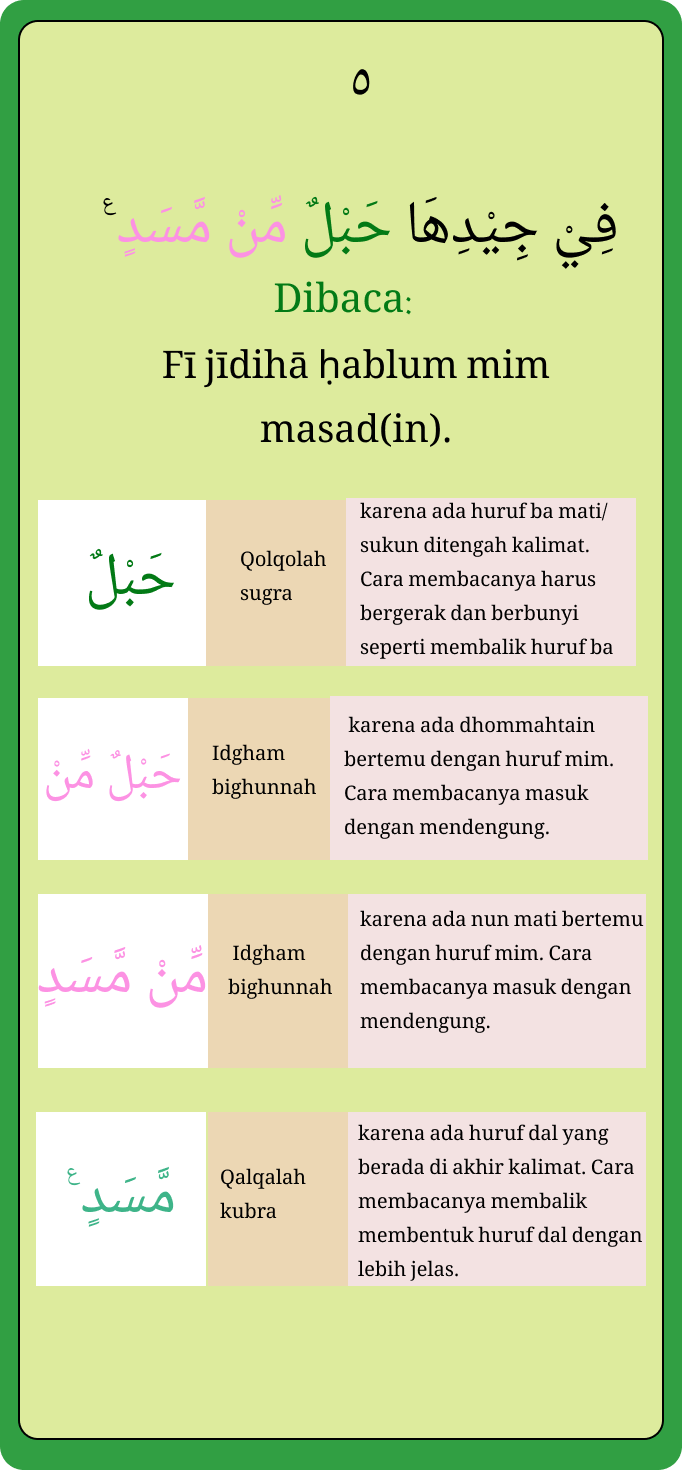 ٥
فِيْ جِيْدِهَا حَبْلٌ مِّنْ مَّسَدٍ ࣖ
Dibaca:
Fī jīdihā ḥablum mim
masad(in).
حَبْلٌ
Qolqolah
sugra
karena ada huruf ba mati/
sukun ditengah kalimat.
Cara membacanya harus
bergerak dan berbunyi
seperti membalik huruf ba
حَبْلٌ مِّنْ
Idgham
bighunnah
karena ada dhommahtain
bertemu dengan huruf mim.
Cara membacanya masuk
dengan mendengung.
مِّنْ مَّسَدٍ
Idgham
bighunnah
karena ada nun mati bertemu
dengan huruf mim. Cara
membacanya masuk dengan
mendengung.
مَّسَدٍ ࣖ
Qalqalah
kubra
karena ada huruf dal yang
berada di akhir kalimat. Cara
membacanya membalik
membentuk huruf dal dengan
lebih jelas.